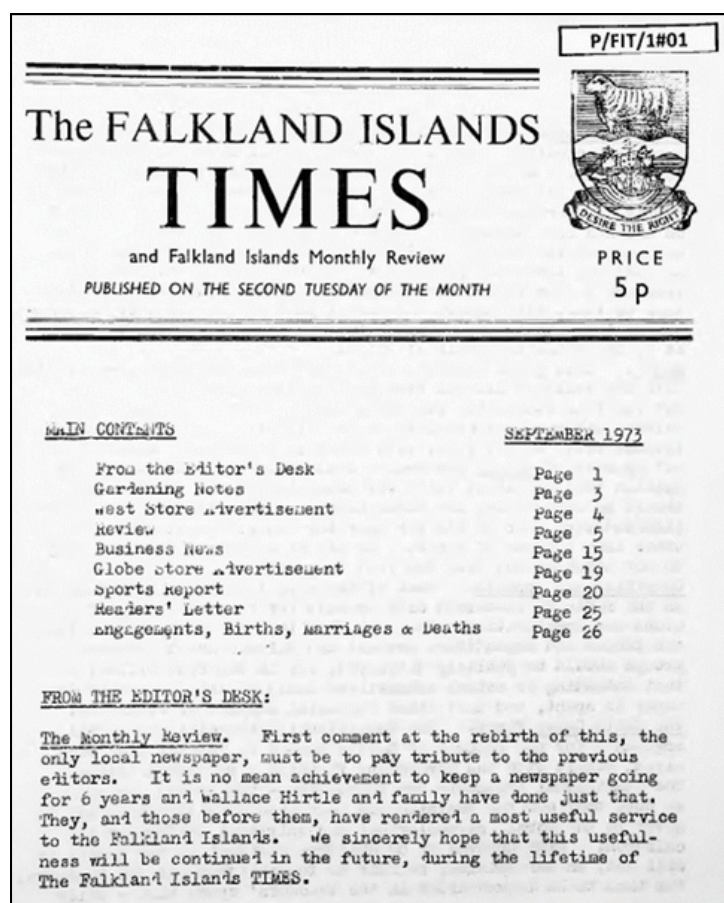 P/FIT/1#01
The FALKLAND ISLANDS
TIMES
and Falkland Islands Monthly Review
PUBLISHED ON THE SECOND TUESDAY OF THE MONTH
DESIRE THE RIGHT
PRICE
5p
MAIN CONTENTS
SEPTEMBER 1973
From the Editor's Desk Page 1
Gardening Notes Page 3
West Store Advertisement Page 4
Review Page 5
Business News Page 15
Globe Store Advertisement Page 19
Sports Report Page 20
Readers' Letter Page 25
Engagements, Births, Marriages & Deaths Page 26
FROM THE EDITOR'S DESK:
The Monthly Review. First comment at the rebirth of this, the
only local newspaper, must be to pay tribute to the previous
editors. It is no mean achievement to keep a newspaper going
for 6 years and Wallace Hirtle and family have done just that.
They, and those before them, have rendered a most useful service
to the Falkland Islands. We sincerely hope that this useful-
ness will be continued in the future, during the lifetime of
The Falkland Islands TIMES.